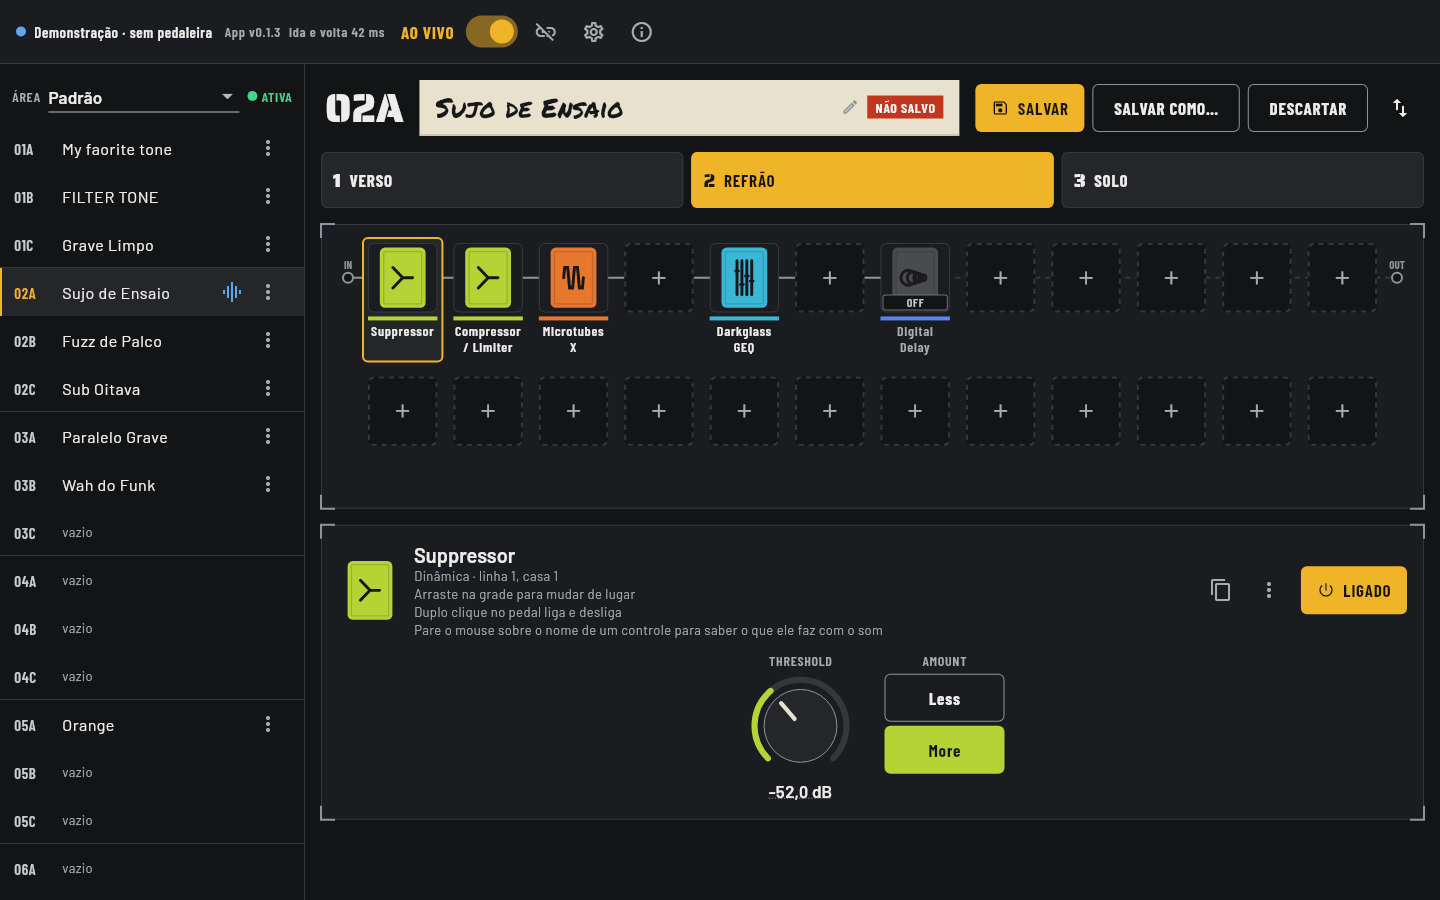 Demonstração · sem pedaleira App v0.1.3 Ida e volta 42 ms AO VIVO
ÁREA Padrão ATIVA
01A My faorite tone
01B FILTER TONE
01C Grave Limpo
02A Sujo de Ensaio
02B Fuzz de Palco
02C Sub Oitava
03A Paralelo Grave
03B Wah do Funk
03C vazio
04A vazio
04B vazio
04C vazio
05A Orange
05B vazio
05C vazio
06A vazio
02A Sujo de Ensaio NÃO SALVO SALVAR SALVAR COMO... DESCARTAR
1 VERSO 2 REFRÃO 3 SOLO
IN OUT
OFF
Suppressor Compressor / Limiter Microtubes X Darkglass GEQ Digital Delay
Suppressor
Dinâmica · linha 1, casa 1
Arraste na grade para mudar de lugar
Duplo clique no pedal liga e desliga
Pare o mouse sobre o nome de um controle para saber o que ele faz com o som
LIGADO
THRESHOLD AMOUNT
Less
More
-52,0 dB